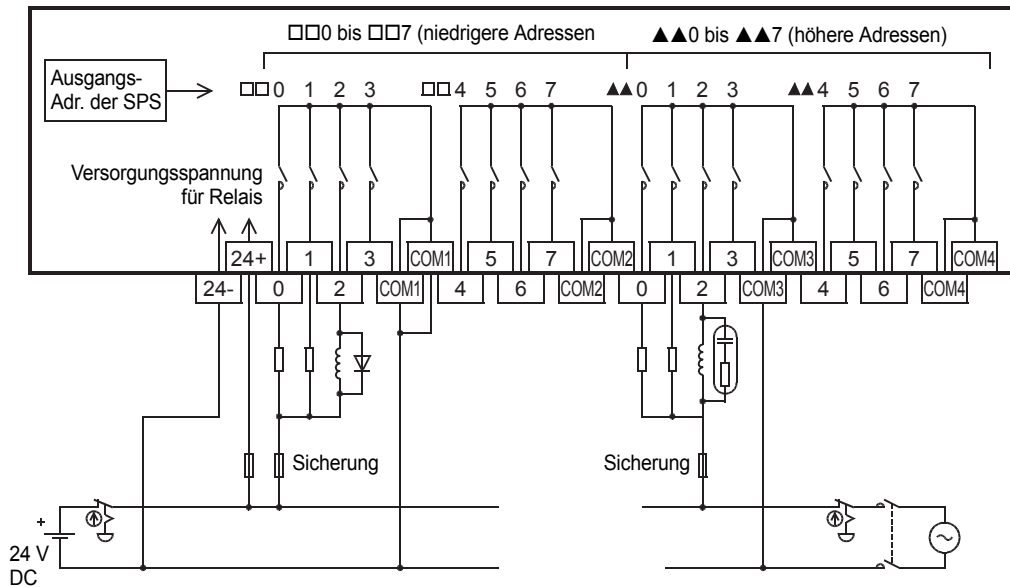 □□0 bis □□7 (niedrigere Adressen
▲▲0 bis ▲▲7 (höhere Adressen)
Ausgangs-
Adr. der SPS
□□0 1 2 3 □□4 5 6 7 ▲▲0 1 2 3 ▲▲4 5 6 7
Versorgungsspannung
für Relais
24+ 1 3 COM1 5 7 COM2 1 3 COM3 5 7 COM4
24- 0 2 COM1 4 6 COM2 0 2 COM3 4 6 COM4
Sicherung
Sicherung
+
24 V
DC